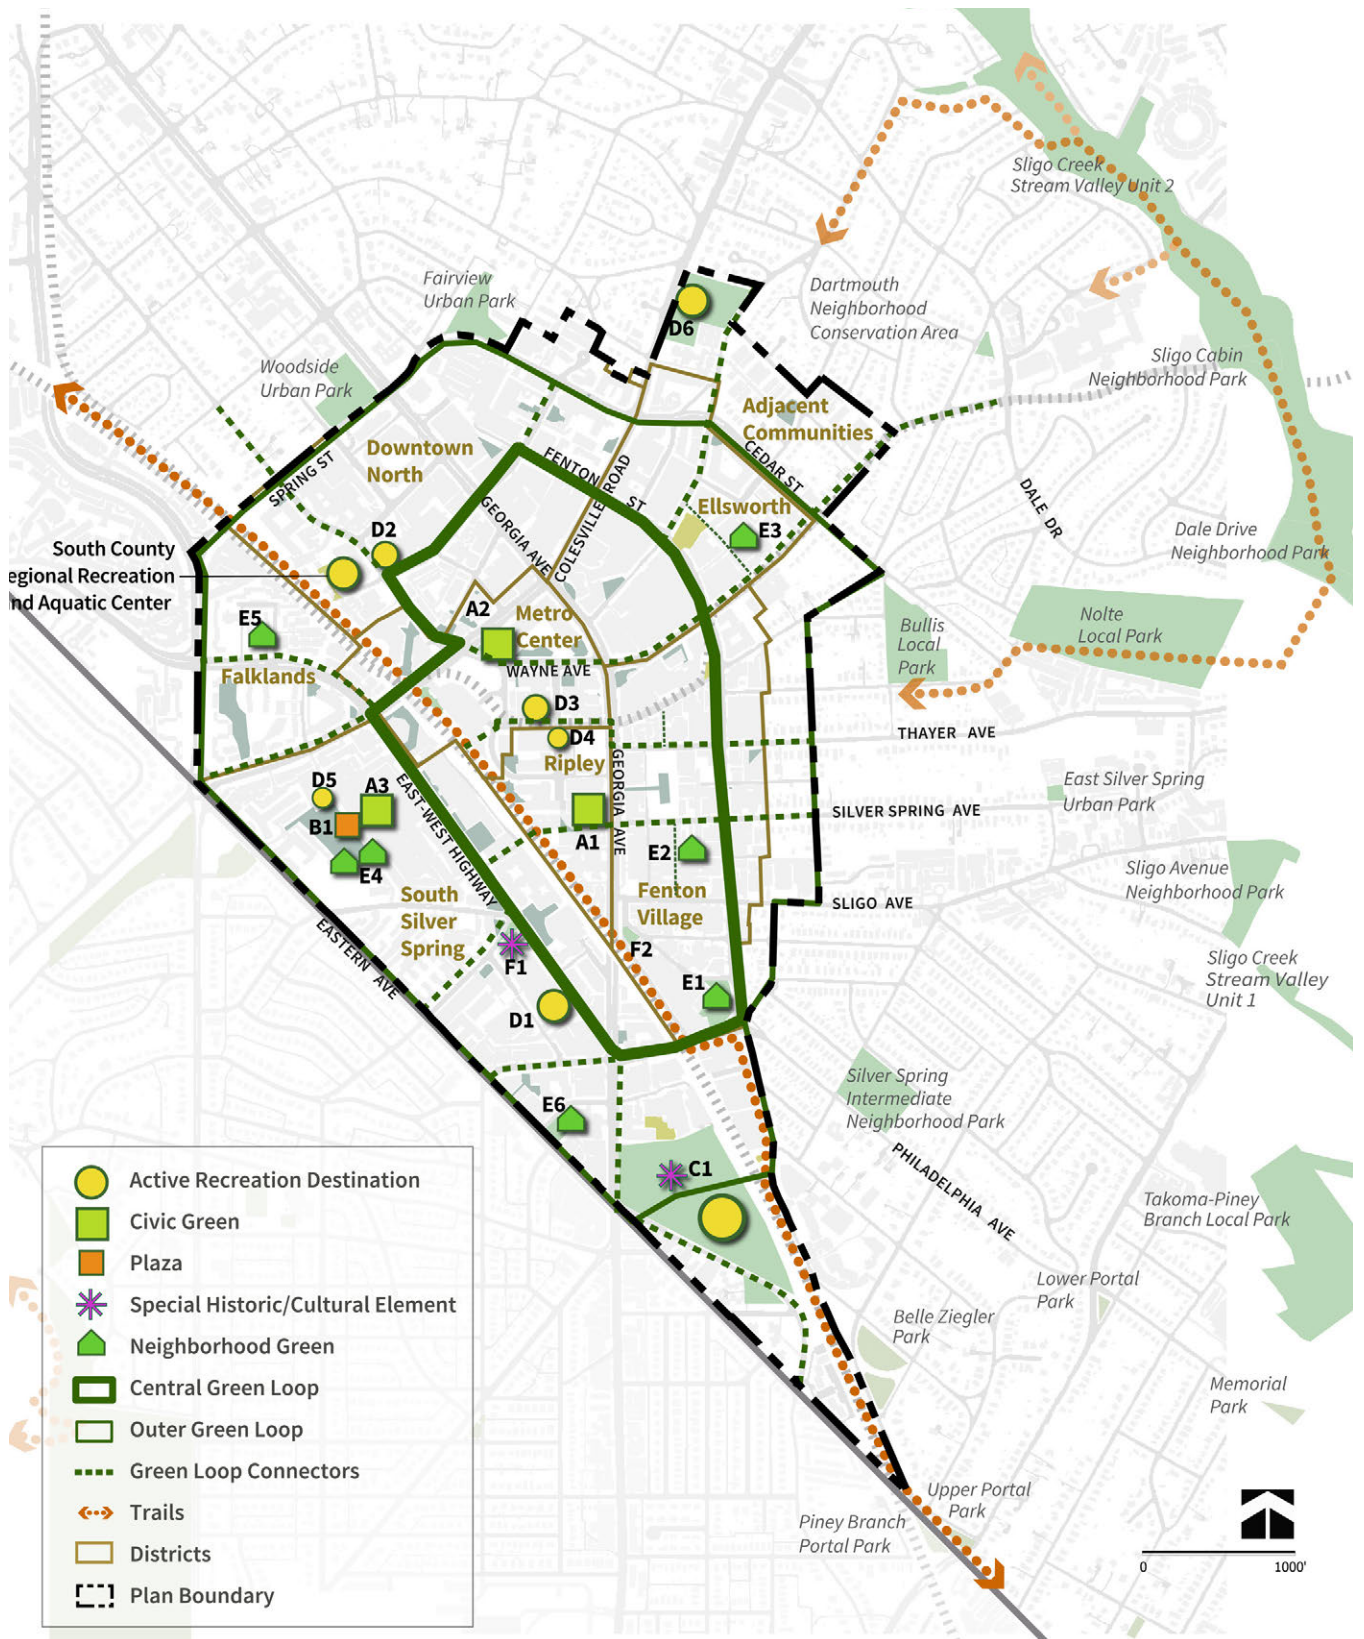 Sligo Creek
Stream Valley Unit 2
Fairview
Urban Park
Dartmouth
Neighborhood
Conservation Area
D6
Woodside
Urban Park
Sligo Cabin
Neighborhood Park
Adjacent
Communities
Downtown
North
SPRING ST
FENTON ST
CEDAR ST
GEORGIA AVE
COLESVILLE ROAD
Ellsworth
E3
DALE DR
Dale Drive
Neighborhood Park
D2
South County
egional Recreation
nd Aquatic Center
E5
A2
Metro
Center
WAYNE AVE
Falklands
Bullis
Local
Park
Nolte
Local Park
D3
D4
Ripley
THAYER AVE
GEORGIA AVE
EAST-WEST HIGHWAY
D5
A3
B1
E4
A1
E2
SILVER SPRING AVE
East Silver Spring
Urban Park
Sligo Avenue
Neighborhood Park
South
Silver
Spring
Fenton
Village
SLIGO AVE
EASTERN AVE
F1
F2
E1
D1
Sligo Creek
Stream Valley
Unit 1
Silver Spring
Intermediate
Neighborhood Park
E6
C1
PHILADELPHIA AVE
Takoma-Piney
Branch Local Park
Lower Portal
Park
Belle Ziegler
Park
Memorial
Park
Upper Portal
Park
Piney Branch
Portal Park
Active Recreation Destination
Civic Green
Plaza
Special Historic/Cultural Element
Neighborhood Green
Central Green Loop
Outer Green Loop
Green Loop Connectors
Trails
Districts
Plan Boundary
0 1000'